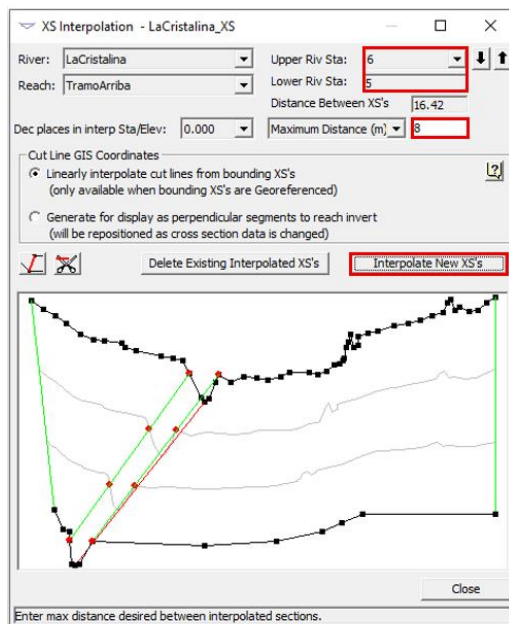 XS Interpolation - LaCristalina_XS
River: LaCristalina Upper Riv Sta: 6
Reach: TramoArriba Lower Riv Sta: 5
Distance Between XS's 16.42
Dec places in interp Sta/Elev: 0.000 Maximum Distance (m) 8
Cut Line GIS Coordinates
Linearly interpolate cut lines from bounding XS's
(only available when bounding XS's are Georeferenced)
Generate for display as perpendicular segments to reach invert
(will be repositioned as cross section data is changed)
Delete Existing Interpolated XS's Interpolate New XS's
Close
Enter max distance desired between interpolated sections.